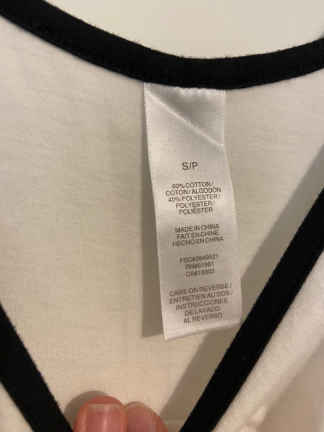 S/P
60% COTTON /
COTON / ALGODON
40% POLYESTER /
POLYESTER /
POLYESTER
MADE IN CHINA
FAIT EN CHINE
HECHO EN CHINA
CARE ON REVERSE /
ENTRETIEN AU DOS /
INSTRUCCIONES
DE LAVADO
AL REVERSO